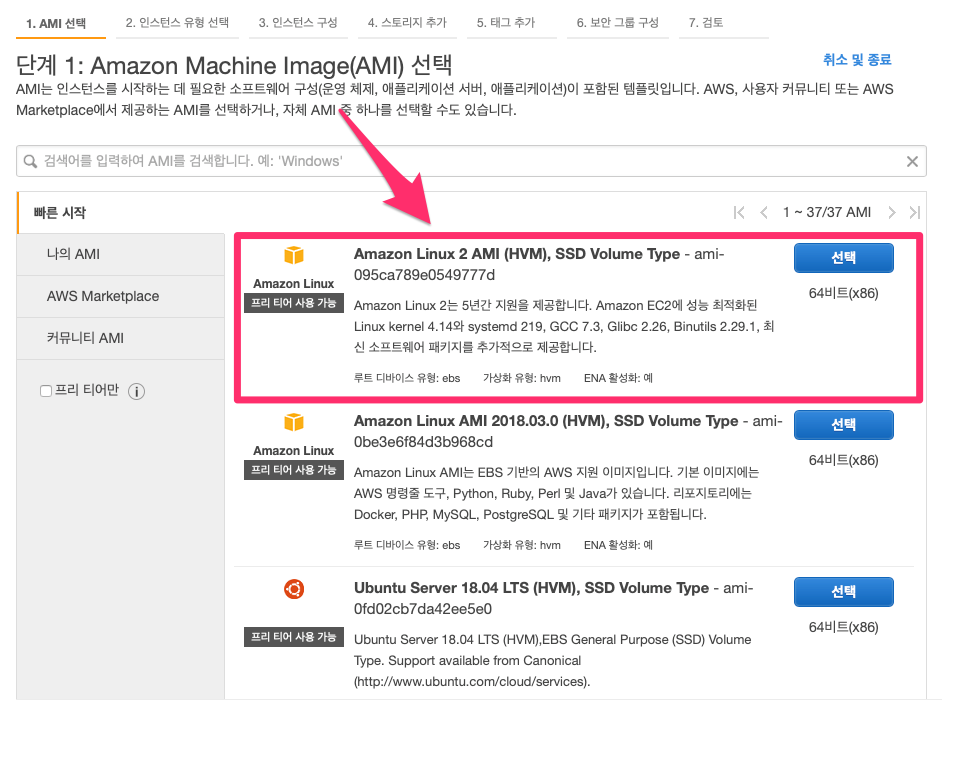 1. AMI 선택
2. 인스턴스 유형 선택
3. 인스턴스 구성
4. 스토리지 추가
5. 태그 추가
6. 보안 그룹 구성
7. 검토
단계 1: Amazon Machine Image(AMI) 선택
취소 및 종료
AMI는 인스턴스를 시작하는 데 필요한 소프트웨어 구성(운영 체제, 애플리케이션 서버, 애플리케이션)이 포함된 템플릿입니다. AWS, 사용자 커뮤니티 또는 AWS
Marketplace에서 제공하는 AMI를 선택하거나, 자체 AMI 중 하나를 선택할 수도 있습니다.
검색어를 입력하여 AMI를 검색합니다. 예: 'Windows'
빠른 시작
1 ~ 37/37 AMI
나의 AMI
AWS Marketplace
커뮤니티 AMI
프리 티어만
Amazon Linux
프리 티어 사용 가능
Amazon Linux 2 AMI (HVM), SSD Volume Type - ami-
095ca789e0549777d
Amazon Linux 2는 5년간 지원을 제공합니다. Amazon EC2에 성능 최적화된
Linux kernel 4.14와 systemd 219, GCC 7.3, Glibc 2.26, Binutils 2.29.1, 최
신 소프트웨어 패키지를 추가적으로 제공합니다.
루트 디바이스 유형: ebs 가상화 유형: hvm ENA 활성화: 예
선택
64비트(x86)
Amazon Linux
프리 티어 사용 가능
Amazon Linux AMI 2018.03.0 (HVM), SSD Volume Type - ami-
0be3e6f84d3b968cd
Amazon Linux AMI는 EBS 기반의 AWS 지원 이미지입니다. 기본 이미지에는
AWS 명령줄 도구, Python, Ruby, Perl 및 Java가 있습니다. 리포지토리에는
Docker, PHP, MySQL, PostgreSQL 및 기타 패키지가 포함됩니다.
루트 디바이스 유형: ebs 가상화 유형: hvm ENA 활성화: 예
선택
64비트(x86)
프리 티어 사용 가능
Ubuntu Server 18.04 LTS (HVM), SSD Volume Type - ami-
0fd02cb7da42ee5e0
Ubuntu Server 18.04 LTS (HVM),EBS General Purpose (SSD) Volume
Type. Support available from Canonical
(http://www.ubuntu.com/cloud/services).
선택
64비트(x86)